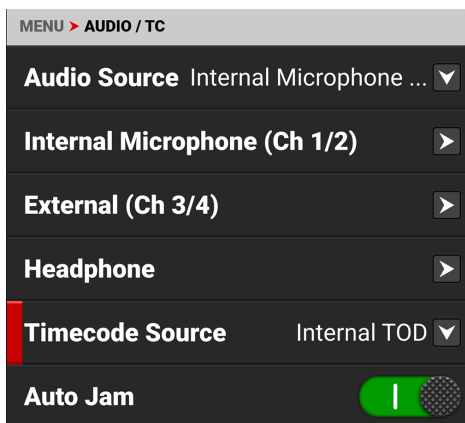 MENU ➤ AUDIO / TC
Audio Source Internal Microphone ...
Internal Microphone (Ch 1/2)
External (Ch 3/4)
Headphone
Timecode Source Internal TOD
Auto Jam